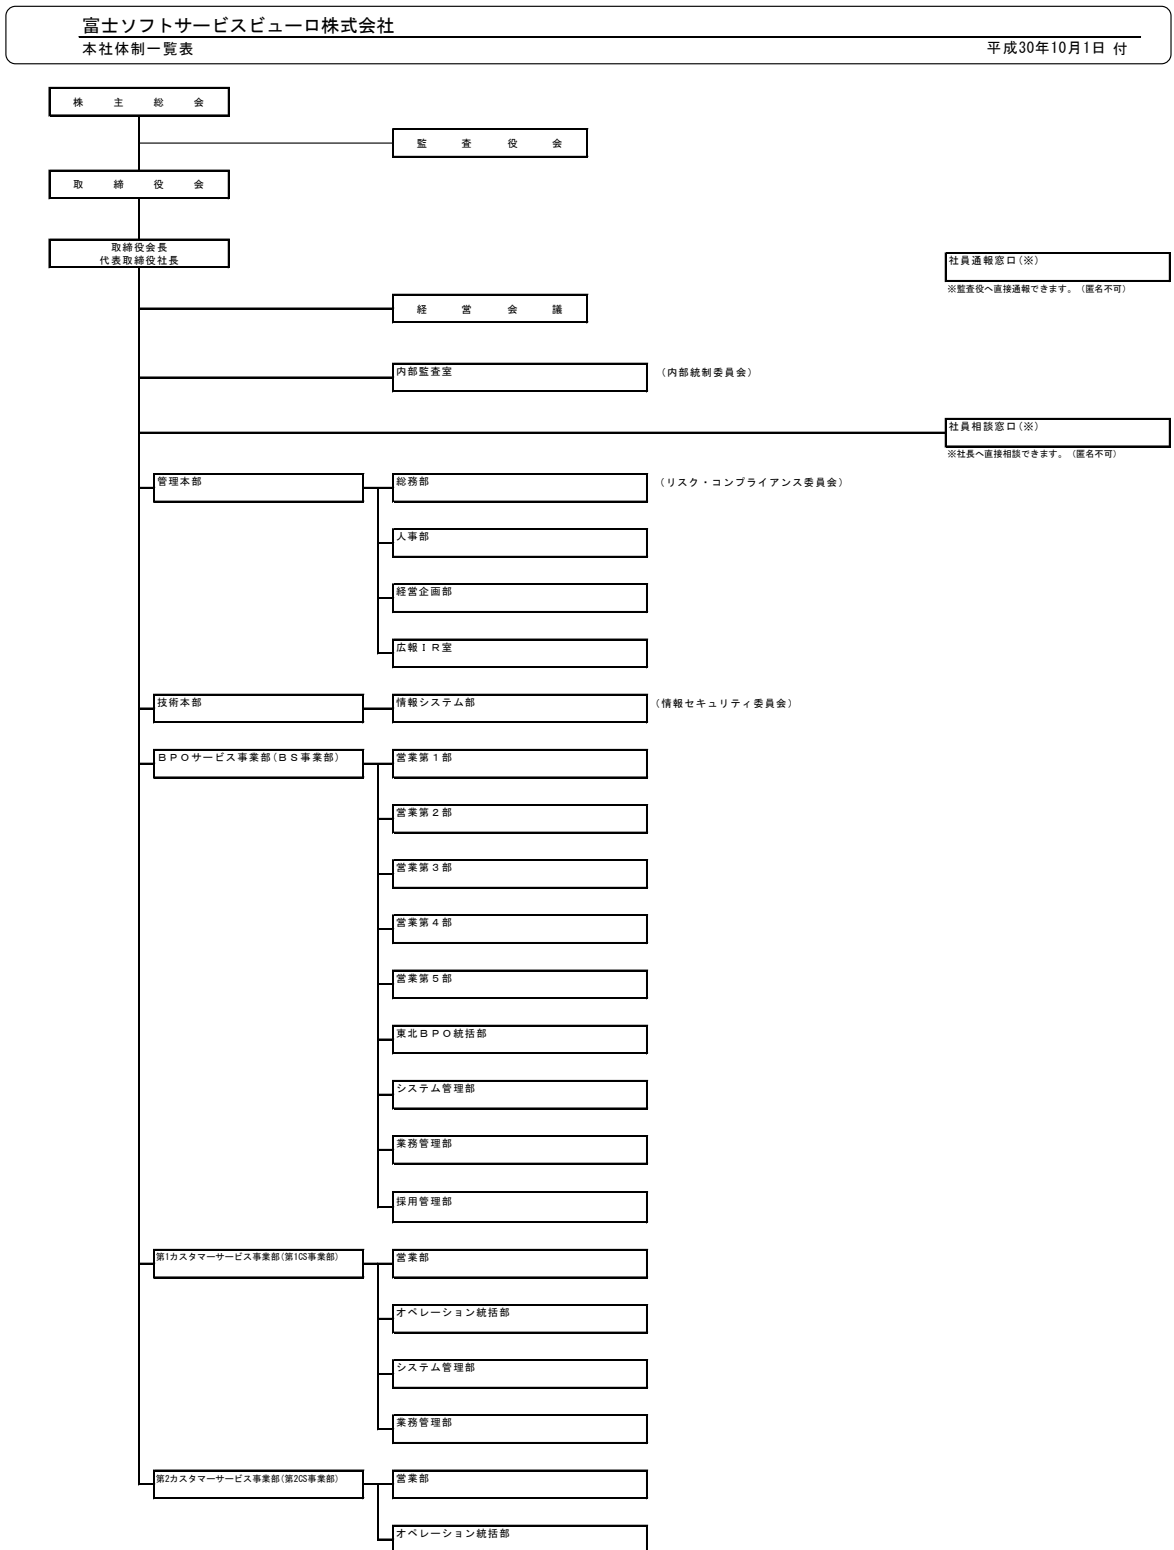 富士ソフトサービスビューロ株式会社
本社体制一覧表 平成30年10月1日 付
株主総会
監査役会
取締役会
取締役会長
代表取締役社長
社員通報窓口(※)
※監査役へ直接通報できます。(匿名不可)
経営会議
内部監査室 (内部統制委員会)
社員相談窓口(※)
※社長へ直接相談できます。(匿名不可)
管理本部 総務部 (リスク・コンプライアンス委員会)
人事部
経営企画部
広報IR室
技術本部 情報システム部 (情報セキュリティ委員会)
BPOサービス事業部(BS事業部) 営業第1部
営業第2部
営業第3部
営業第4部
営業第5部
東北BPO統括部
システム管理部
業務管理部
採用管理部
第1カスタマーサービス事業部(第1CS事業部) 営業部
オペレーション統括部
システム管理部
業務管理部
第2カスタマーサービス事業部(第2CS事業部) 営業部
オペレーション統括部